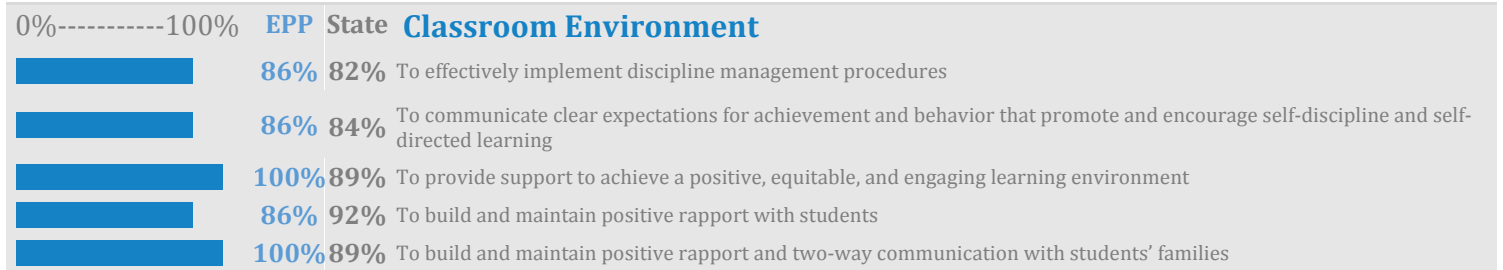 0%-----------100% EPP State Classroom Environment
86% 82% To effectively implement discipline management procedures
86% 84% To communicate clear expectations for achievement and behavior that promote and encourage self-discipline and self-
directed learning
100% 89% To provide support to achieve a positive, equitable, and engaging learning environment
86% 92% To build and maintain positive rapport with students
100% 89% To build and maintain positive rapport and two-way communication with students’ families